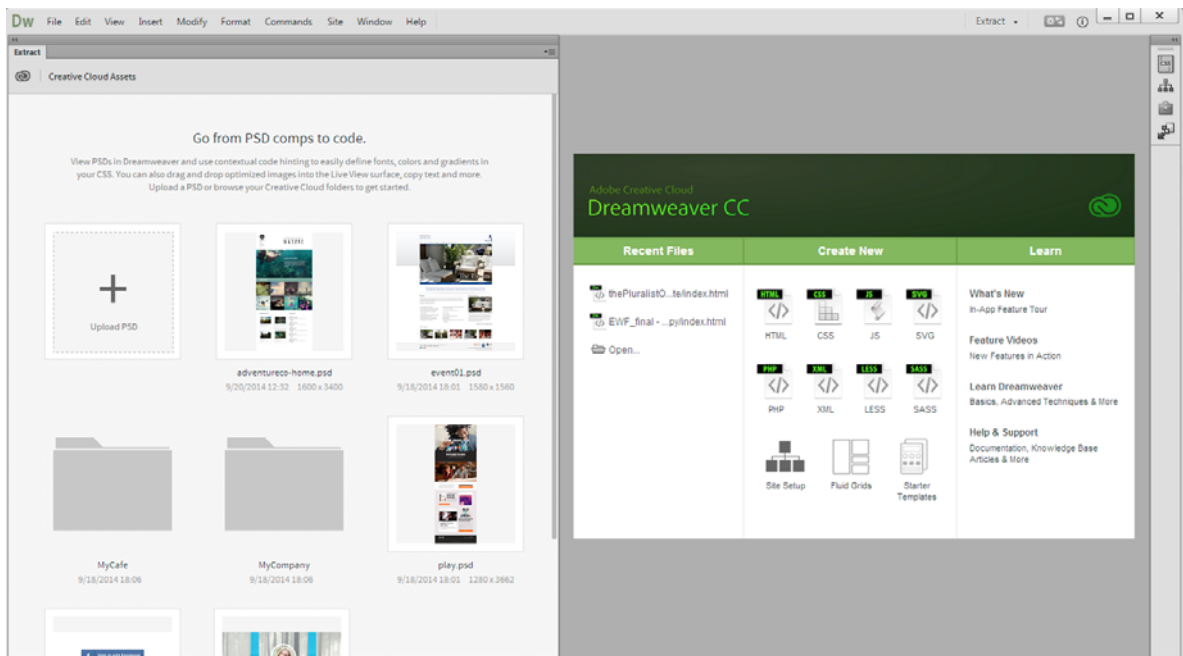 Dw File Edit View Insert Modify Format Commands Site Window Help Extract
Extract
Creative Cloud Assets
Go from PSD comps to code.
View PSDs in Dreamweaver and use contextual code hinting to easily define fonts, colors and gradients in
your CSS. You can also drag and drop optimized images into the Live View surface, copy text and more.
Upload a PSD or browse your Creative Cloud folders to get started.
Upload PSD
adventureco-home.psd
9/20/2014 12:32 1600 x 3400
event01.psd
9/18/2014 18:01 1580 x 1560
MyCafe
9/18/2014 18:06
MyCompany
9/18/2014 18:06
play.psd
9/18/2014 18:01 1280 x 3662
Adobe Creative Cloud
Dreamweaver CC
Recent Files
thePluralistO...te/index.html
EWF_final - ...py/index.html
Open...
Create New
HTML
HTML
CSS
CSS
JS
JS
SVG
SVG
PHP
PHP
XML
XML
LESS
LESS
SASS
SASS
Site Setup
Fluid Grids
Starter
Templates
Learn
What's New
In-App Feature Tour
Feature Videos
New Features in Action
Learn Dreamweaver
Basics, Advanced Techniques & More
Help & Support
Documentation, Knowledge Base
Articles & More
CSS